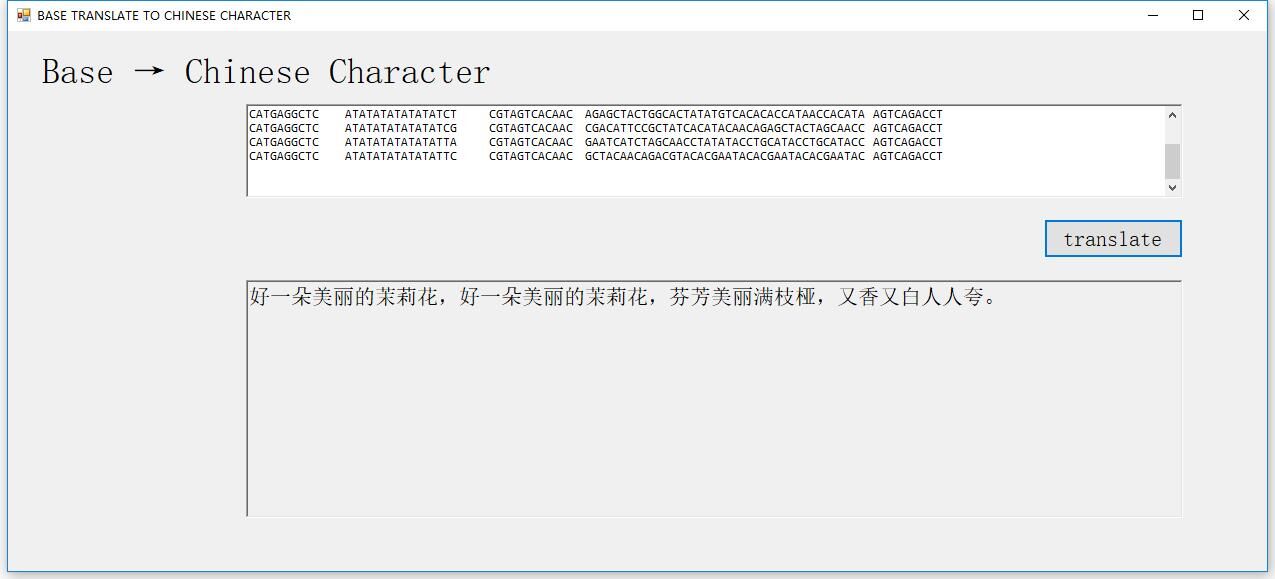 BASE TRANSLATE TO CHINESE CHARACTER
Base → Chinese Character
CATGAGGCTC ATATATATATATATCT CGTAGTCACAAC AGAGCTACTGGCACTATATGTCACACACCATAACCACATA AGTCAGACCT
CATGAGGCTC ATATATATATATATCG CGTAGTCACAAC CGACATTCCGCTATCACATACAACAGAGCTACTAGCAACC AGTCAGACCT
CATGAGGCTC ATATATATATATATTA CGTAGTCACAAC GAATCATCTAGCAACCTATATACCTGCATACCTGCATACC AGTCAGACCT
CATGAGGCTC ATATATATATATATTC CGTAGTCACAAC GCTACAACAGACGTACACGAATACACGAATACACGAATAC AGTCAGACCT
translate
好一朵美丽的茉莉花，好一朵美丽的茉莉花，芬芳美丽满枝桠，又香又白人人夸。